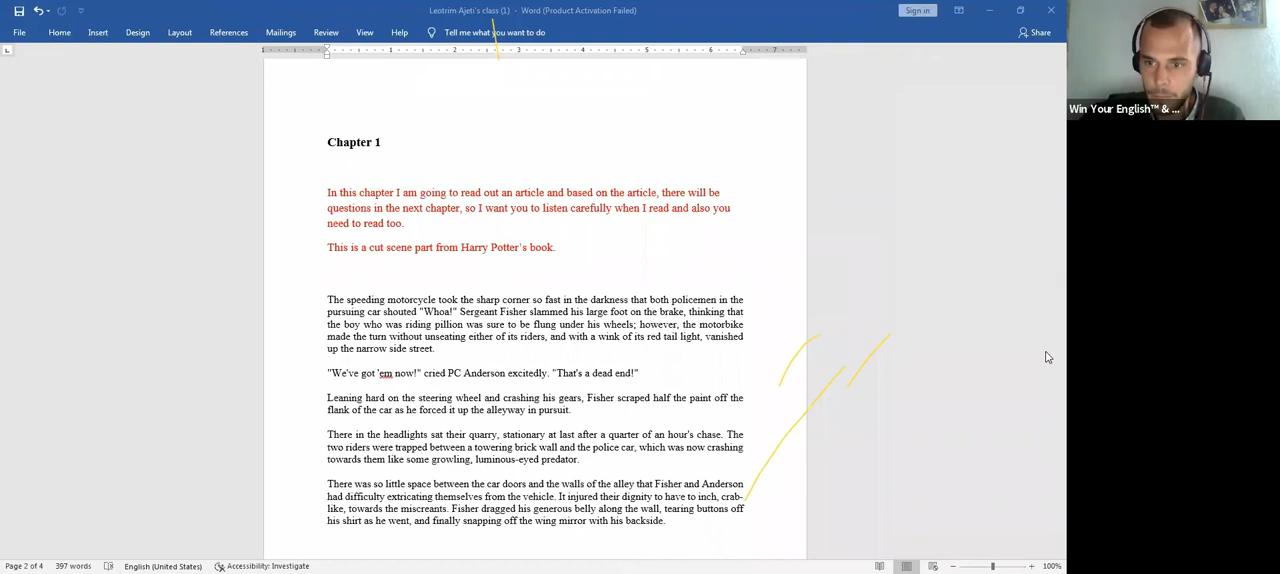 Leotrim Ajeti's class (1) - Word (Product Activation Failed)
Sign in
File Home Insert Design Layout References Mailings Review View Help Tell me what you want to do Share
1 1 2 3 4 5 6 7
Win Your English™ & ...
Chapter 1
In this chapter I am going to read out an article and based on the article, there will be
questions in the next chapter, so I want you to listen carefully when I read and also you
need to read too.
This is a cut scene part from Harry Potter's book.
The speeding motorcycle took the sharp corner so fast in the darkness that both policemen in the
pursuing car shouted "Whoa!" Sergeant Fisher slammed his large foot on the brake, thinking that
the boy who was riding pillion was sure to be flung under his wheels; however, the motorbike
made the turn without unseating either of its riders, and with a wink of its red tail light, vanished
up the narrow side street.
"We've got 'em now!" cried PC Anderson excitedly. "That's a dead end!"
Leaning hard on the steering wheel and crashing his gears, Fisher scraped half the paint off the
flank of the car as he forced it up the alleyway in pursuit.
There in the headlights sat their quarry, stationary at last after a quarter of an hour's chase. The
two riders were trapped between a towering brick wall and the police car, which was now crashing
towards them like some growling, luminous-eyed predator.
There was so little space between the car doors and the walls of the alley that Fisher and Anderson
had difficulty extricating themselves from the vehicle. It injured their dignity to have to inch, crab-
like, towards the miscreants. Fisher dragged his generous belly along the wall, tearing buttons off
his shirt as he went, and finally snapping off the wing mirror with his backside.
Page 2 of 4 397 words English (United States) Accessibility: Investigate 100%